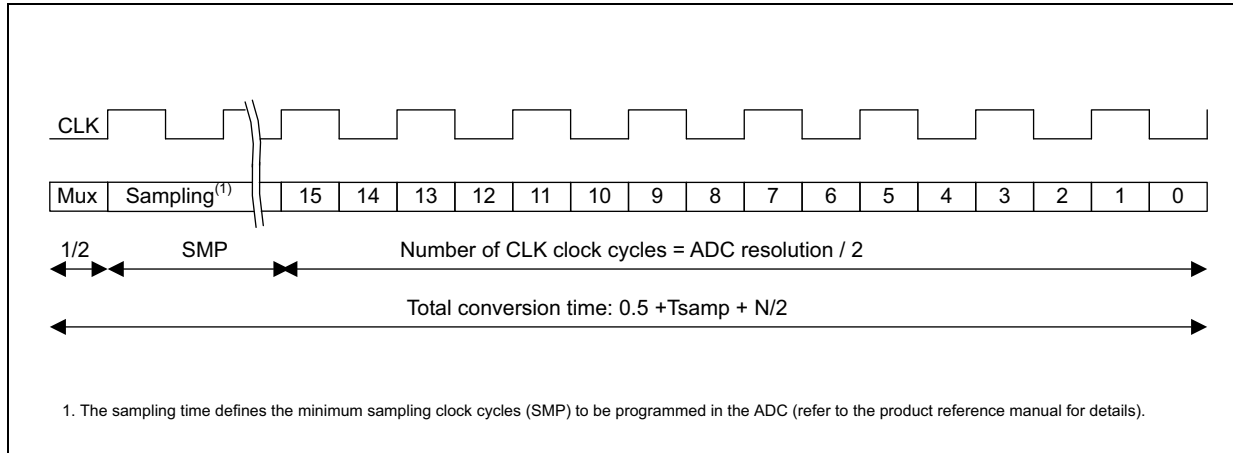 CLK
Mux Sampling(1) 15 14 13 12 11 10 9 8 7 6 5 4 3 2 1 0
1/2 SMP Number of CLK clock cycles = ADC resolution / 2
Total conversion time: 0.5 +Tsamp + N/2
1. The sampling time defines the minimum sampling clock cycles (SMP) to be programmed in the ADC (refer to the product reference manual for details).